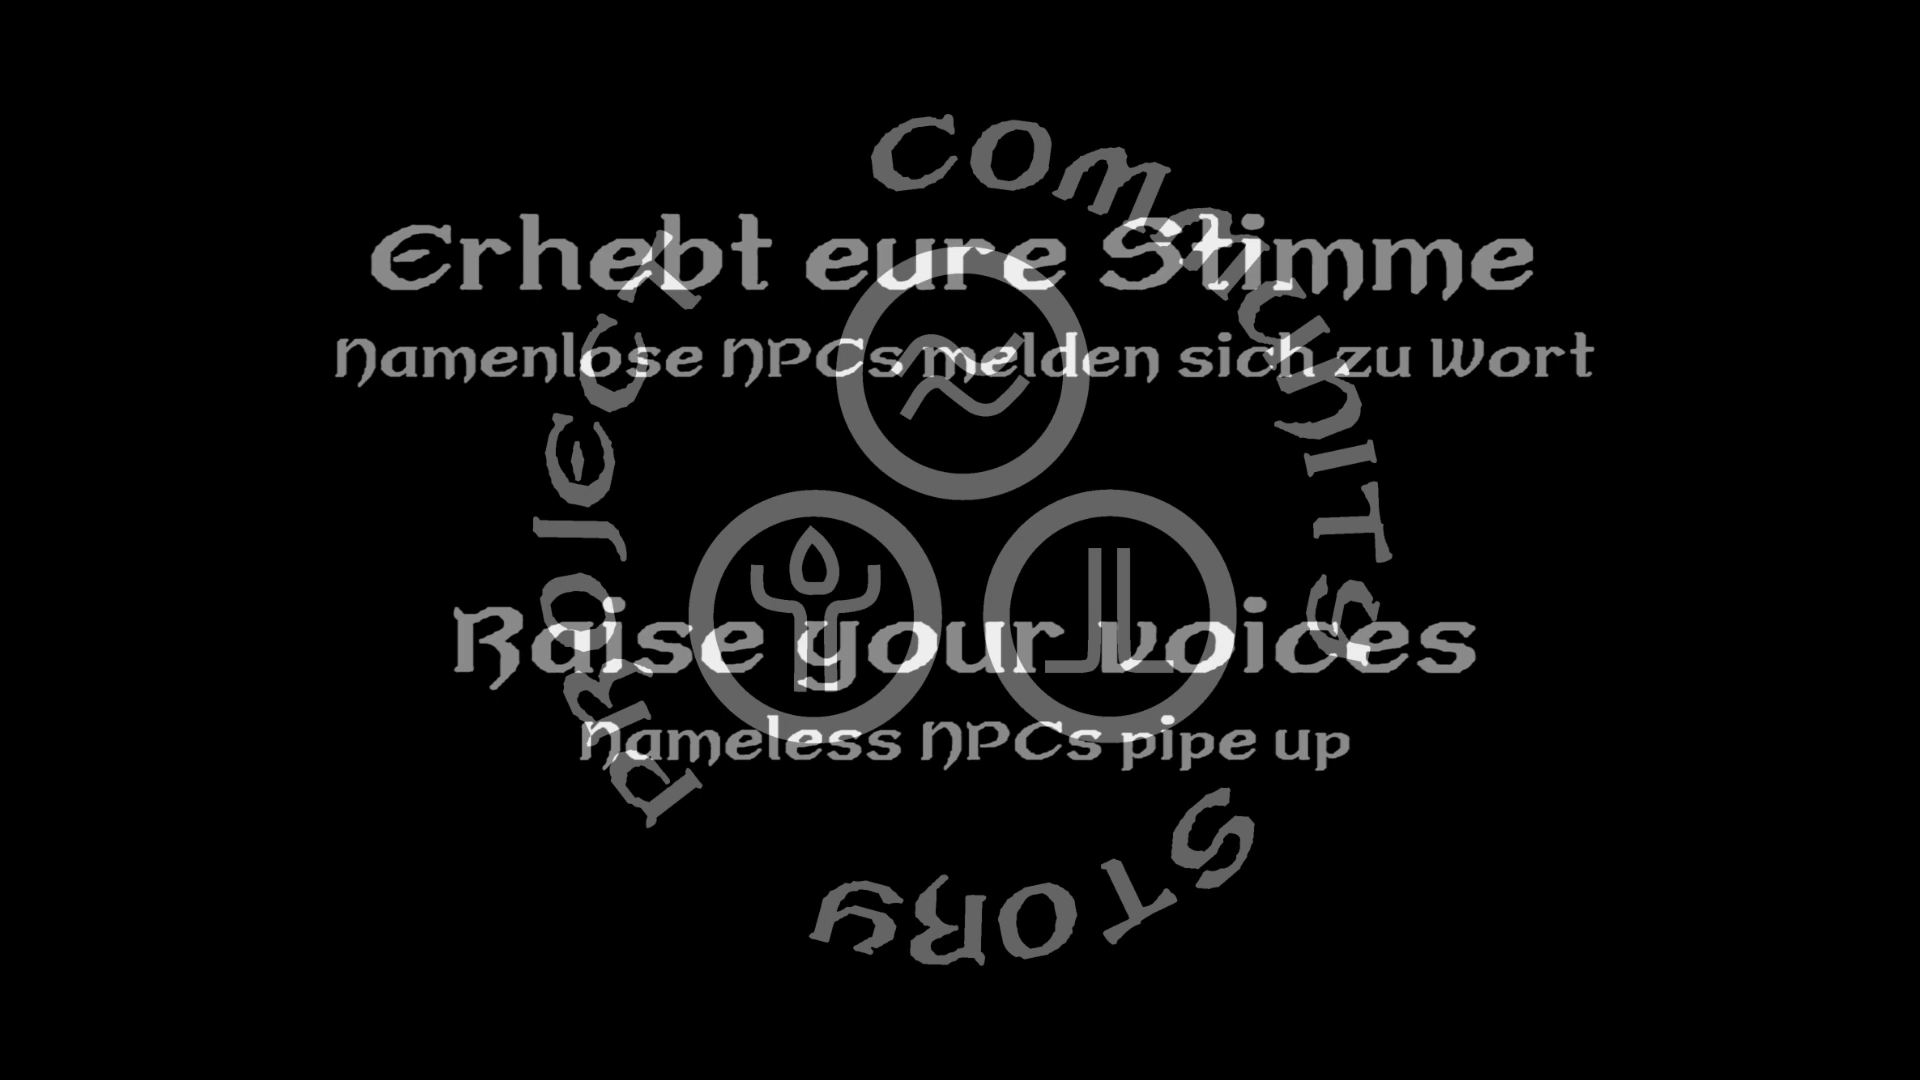 Erhebt eure Stimme
Namenlose NPCs melden sich zu Wort
Raise your voices
Nameless NPCs pipe up
COMMUNITY STORY PROJECT